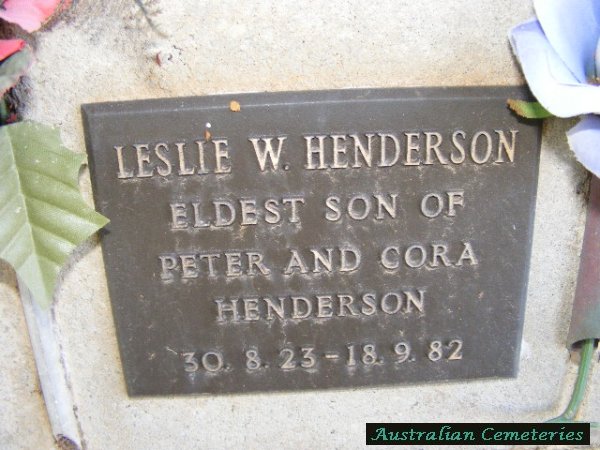 LESLIE W. HENDERSON
ELDEST SON OF
PETER AND CORA
HENDERSON
30. 8. 23 - 18. 9. 82
Australian Cemeteries